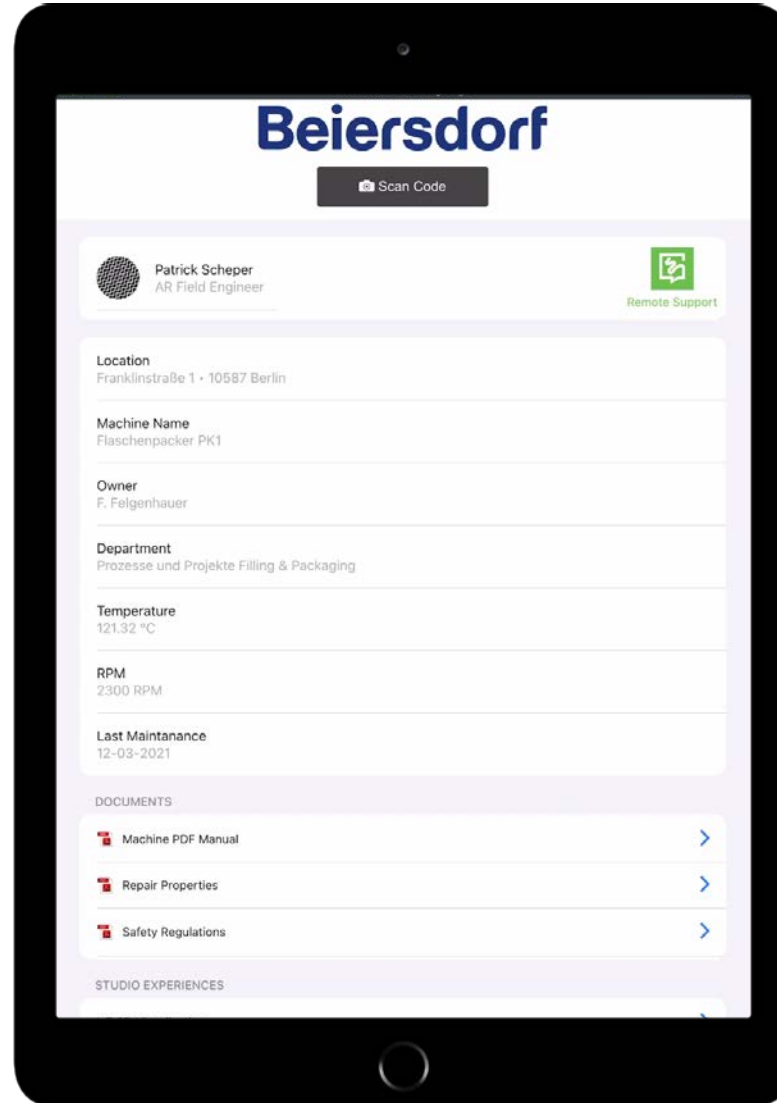 Beiersdorf
Scan Code
Patrick Scheper
AR Field Engineer
Remote Support
Location
Franklinstraße 1 • 10587 Berlin
Machine Name
Flaschenpacker PK1
Owner
F. Felgenhauer
Department
Prozesse und Projekte Filling & Packaging
Temperature
121.32 °C
RPM
2300 RPM
Last Maintanance
12-03-2021
DOCUMENTS
Machine PDF Manual
Repair Properties
Safety Regulations
STUDIO EXPERIENCES